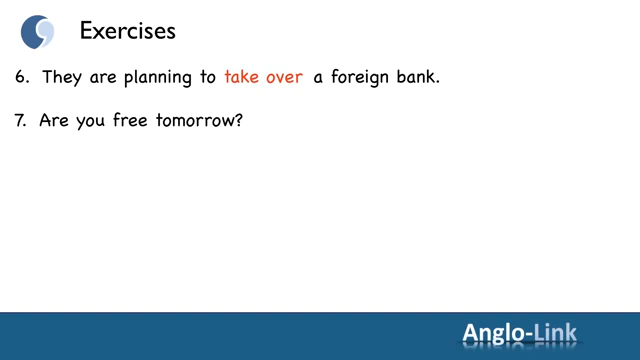 Exercises
6. They are planning to take over a foreign bank.
7. Are you free tomorrow?
Anglo-Link